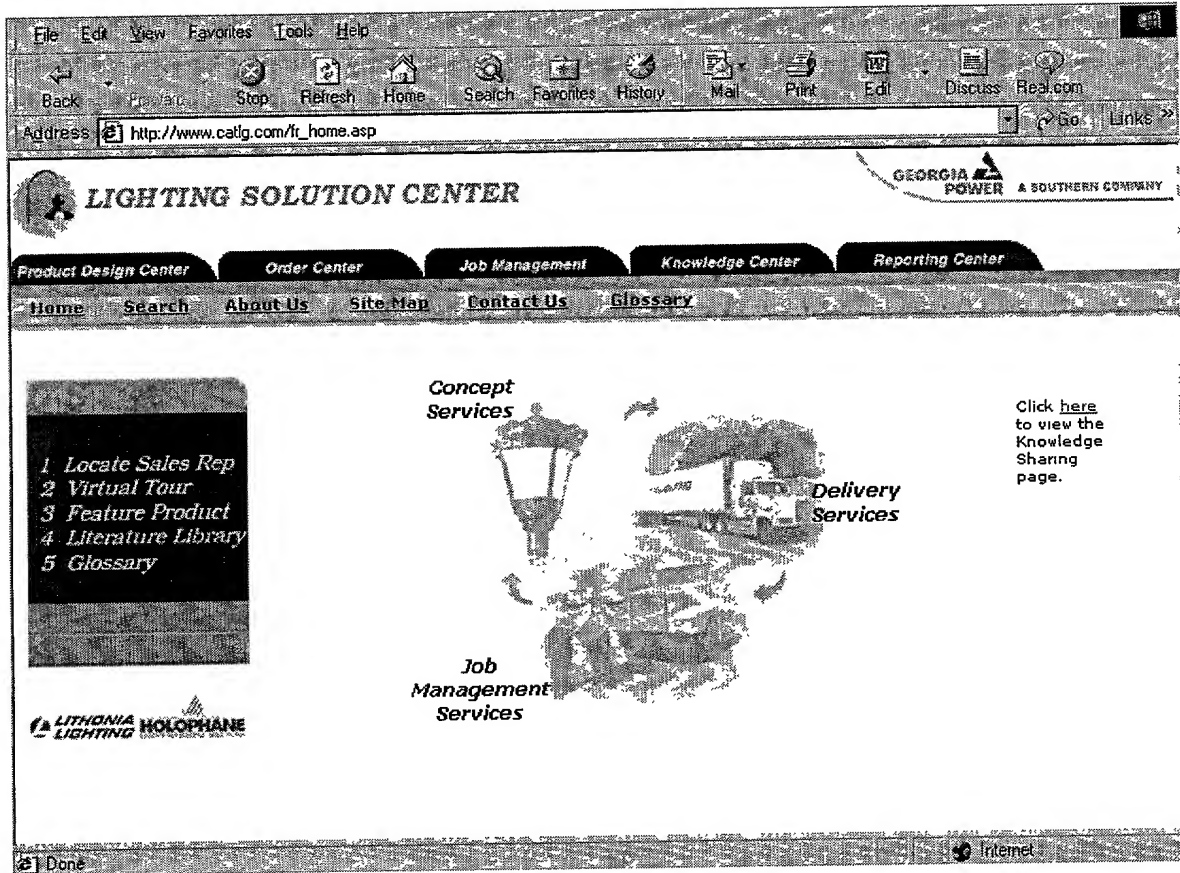 File Edit View Favorites Tools Help
Back Forward Stop Refresh Home Search Favorites History Mail Print Edit Discuss Real.com
Address http://www.catlg.com/fr_home.asp Go Links »
LIGHTING SOLUTION CENTER
GEORGIA
POWER A SOUTHERN COMPANY
Product Design Center Order Center Job Management Knowledge Center Reporting Center
Home Search About Us Site Map Contact Us Glossary
Concept
Services
Click here
to view the
Knowledge
Sharing
page.
1 Locate Sales Rep
2 Virtual Tour
3 Feature Product
4 Literature Library
5 Glossary
Delivery
Services
Job
Management
Services
LITHONIA
LIGHTING HOLOPHANE
Done Internet